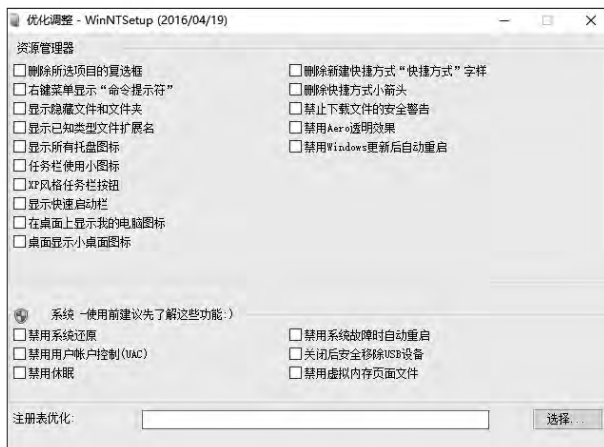 优化调整 - WinNTSetup (2016/04/19)
资源管理器
删除所选项目的复选框
右键菜单显示“命令提示符”
显示隐藏文件和文件夹
显示已知类型文件扩展名
显示所有托盘图标
任务栏使用小图标
XP风格任务栏按钮
显示快速启动栏
在桌面上显示我的电脑图标
桌面显示小桌面图标
删除新建快捷方式“快捷方式”字样
删除快捷方式小箭头
禁止下载文件的安全警告
禁用Aero透明效果
禁用Windows更新后自动重启
系统 -使用前建议先了解这些功能:)
禁用系统还原
禁用用户帐户控制(UAC)
禁用休眠
禁用系统故障时自动重启
关闭后安全移除USB设备
禁用虚拟内存页面文件
注册表优化:
选择...